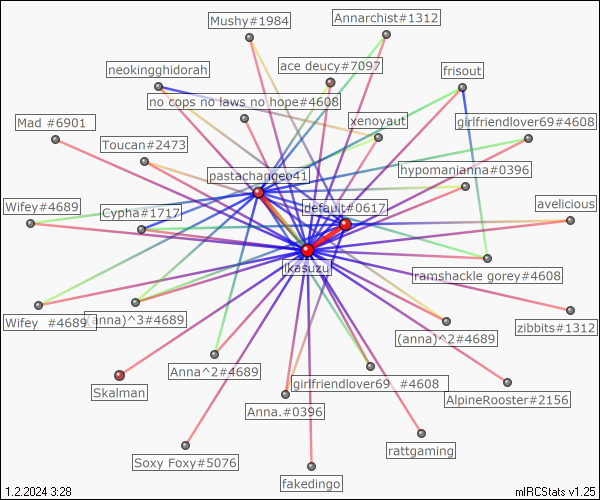 Mushy#1984
Annarchist#1312
ace deucy#7097
neokingghidorah
frisout
no cops no laws no hope#4608
Mad #6901
xenoyaut
girlfriendlover69#4608
Toucan#2473
hypomanianna#0396
pastachangeo41
Wifey#4689
Cypha#1717
default#0617
avelicious
ikasuzu
ramshackle gorey#4608
Wifey  #4689
(anna)^3#4689
zibbits#1312
(anna)^2#4689
Anna^2#4689
girlfriendlover69  #4608
Skalman
AlpineRooster#2156
Anna.#0396
rattgaming
Soxy Foxy#5076
fakedingo
1.2.2024 3:28
mIRCStats v1.25